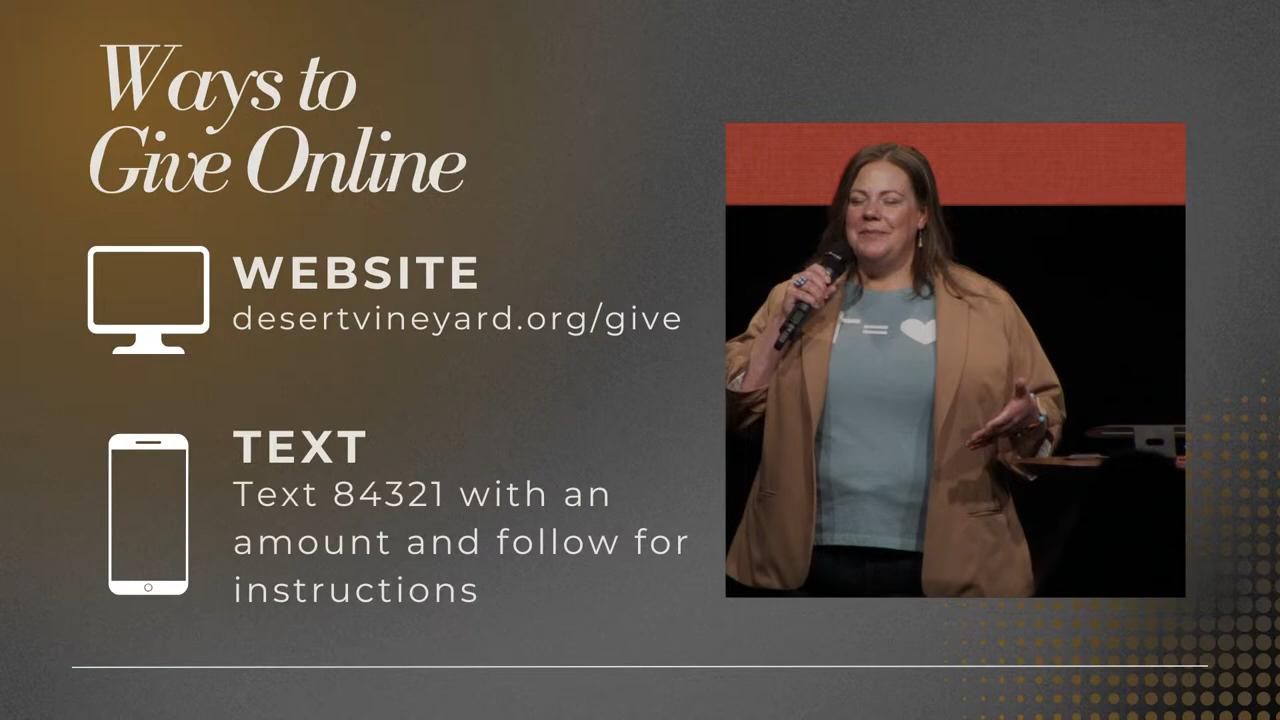 Ways to
Give Online
WEBSITE
desertvineyard.org/give
TEXT
Text 84321 with an
amount and follow for
instructions
=